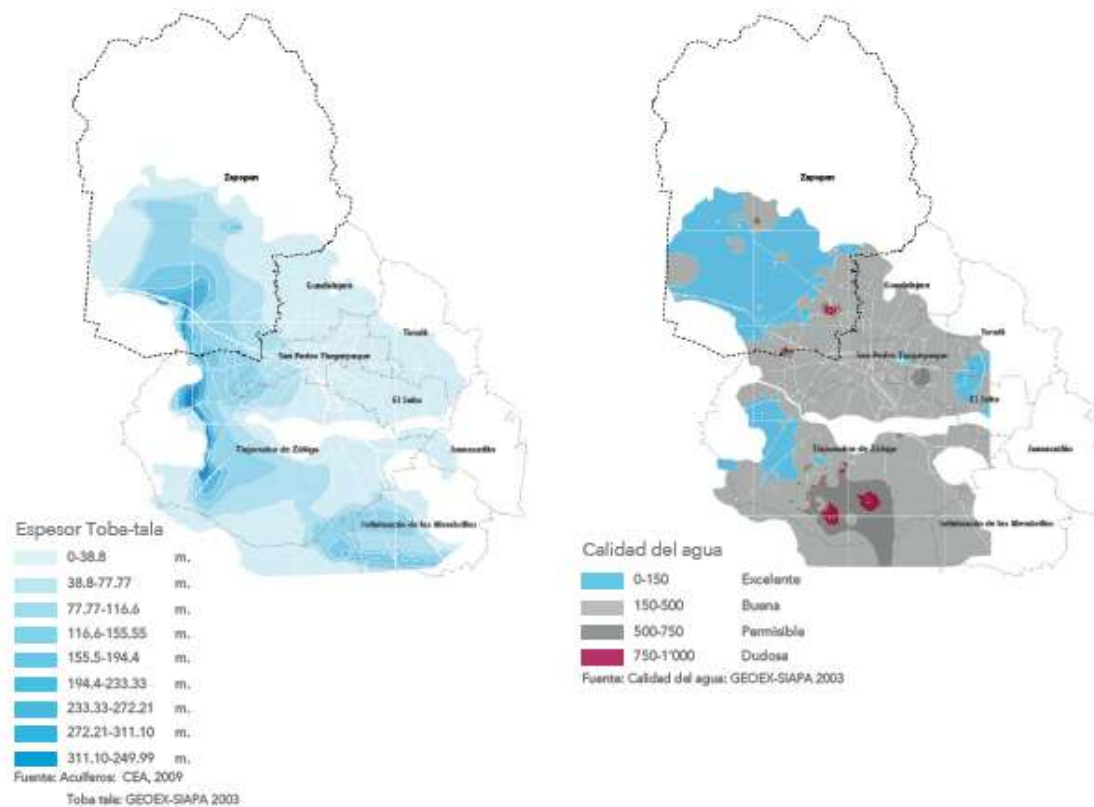 Zapopan
Guadalajara
Tonalá
San Pedro Tlaquepaque
El Salto
Tlajomulco de Zúñiga
Juanacatlán
Ixtlahuacán de los Membrillos
Espesor Toba-tala
0-38.8 m.
38.8-77.77 m.
77.77-116.6 m.
116.6-155.55 m.
155.5-194.4 m.
194.4-233.33 m.
233.33-272.21 m.
272.21-311.10 m.
311.10-249.99 m.
Fuente: Acuíferos: CEA, 2009
Toba tala: GEOEX-SIAPA 2003
Zapopan
Guadalajara
Tonalá
San Pedro Tlaquepaque
El Salto
Tlajomulco de Zúñiga
Juanacatlán
Ixtlahuacán de los Membrillos
Calidad del agua
0-150 Excelente
150-500 Buena
500-750 Permisible
750-1'000 Dudosa
Fuente: Calidad del agua: GEOEX-SIAPA 2003